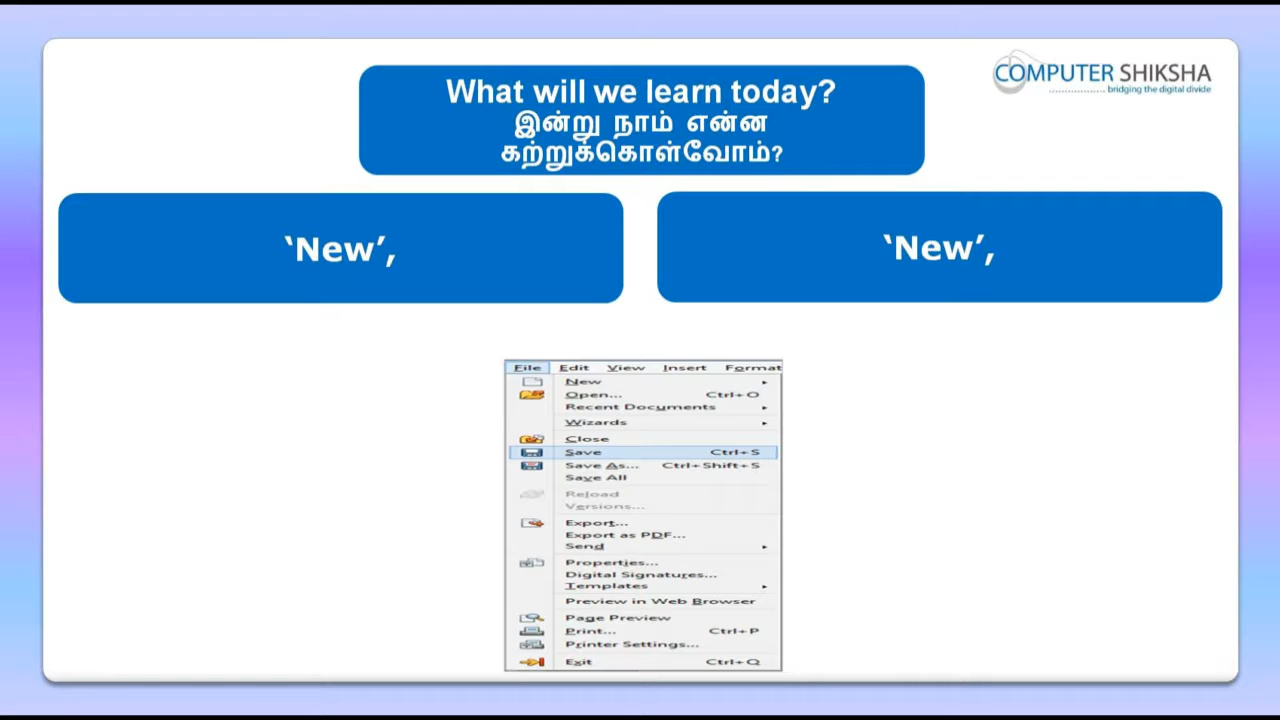 What will we learn today?
இன்று நாம் என்ன
கற்றுக்கொள்வோம்?
COMPUTER SHIKSHA
bridging the digital divide
‘New’,
‘New’,
File Edit View Insert Format
New
Open... Ctrl+O
Recent Documents
Wizards
Close
Save Ctrl+S
Save As... Ctrl+Shift+S
Save All
Reload
Versions...
Export...
Export as PDF...
Send
Properties...
Digital Signatures...
Templates
Preview in Web Browser
Page Preview
Print... Ctrl+P
Printer Settings...
Exit Ctrl+Q